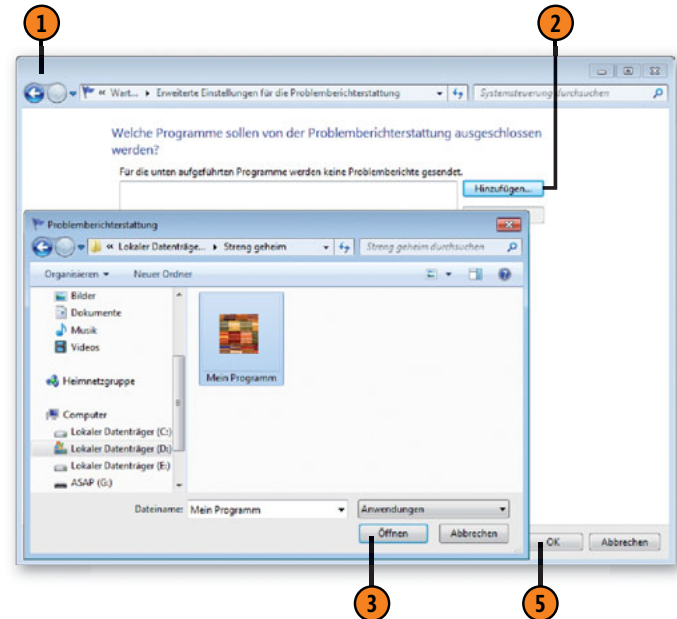 1
2
« Wart... ▸ Erweiterte Einstellungen für die Problemberichterstattung
Systemsteuerung durchsuchen
Welche Programme sollen von der Problemberichterstattung ausgeschlossen
werden?
Für die unten aufgeführten Programme werden keine Problemberichte gesendet.
Hinzufügen...
Problemberichterstattung
« Lokaler Datenträge... ▸ Streng geheim
Streng geheim durchsuchen
Organisieren
Neuer Ordner
Bilder
Dokumente
Musik
Videos
Heimnetzgruppe
Computer
Lokaler Datenträger (C:)
Lokaler Datenträger (D:)
Lokaler Datenträger (E:)
ASAP (G:)
Mein Programm
Dateiname: Mein Programm
Anwendungen
Öffnen
Abbrechen
OK
Abbrechen
3
5